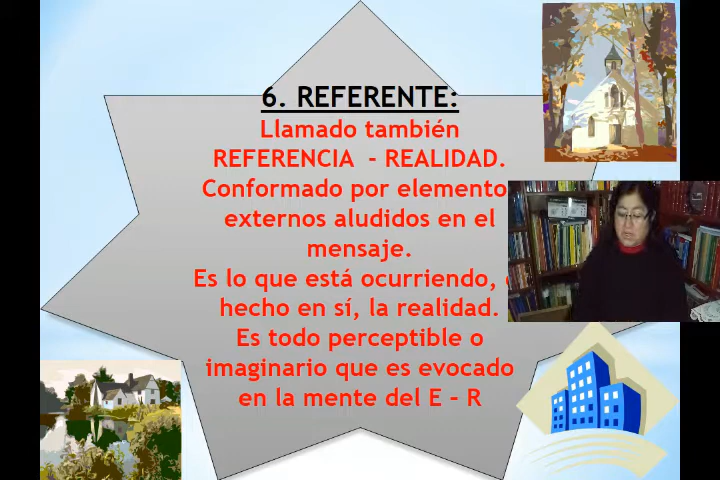 6. REFERENTE:
Llamado también
REFERENCIA - REALIDAD.
Conformado por elemento
externos aludidos en el
mensaje.
Es lo que está ocurriendo,
hecho en sí, la realidad.
Es todo perceptible o
imaginario que es evocado
en la mente del E – R